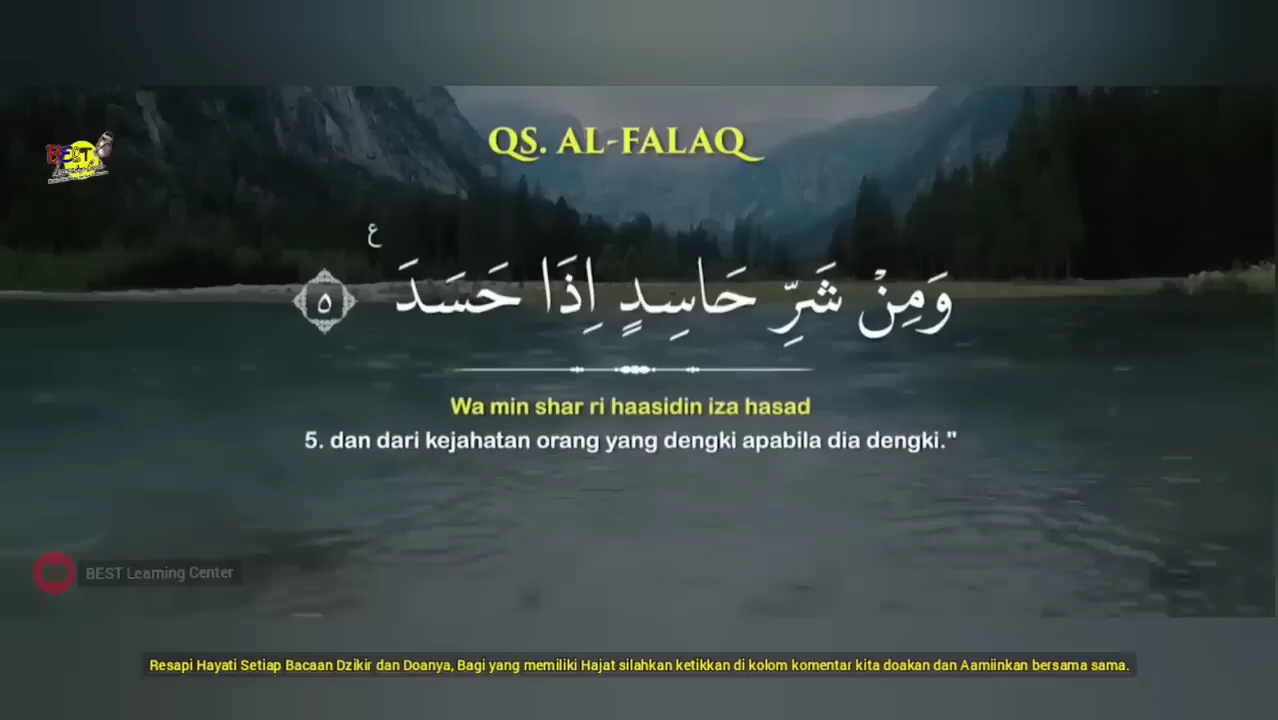 BEST
QS. AL-FALAQ
ع
وَمِنْ شَرِّ حَاسِدٍ اِذَا حَسَدَ ٥
Wa min shar ri haasidin iza hasad
5. dan dari kejahatan orang yang dengki apabila dia dengki."
BEST Learning Center
Resapi Hayati Setiap Bacaan Dzikir dan Doanya, Bagi yang memiliki Hajat silahkan ketikkan di kolom komentar kita doakan dan Aamiinkan bersama sama.